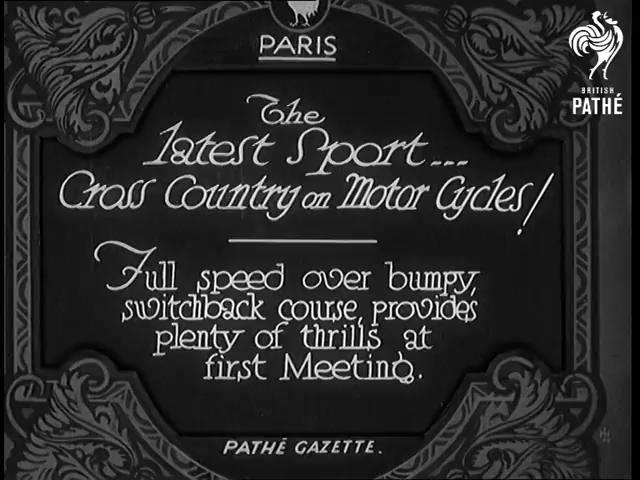 PARIS
BRITISH
PATHÉ
The
latest Sport...
Cross Country on Motor Cycles!
Full speed over bumpy,
switchback course, provides
plenty of thrills at
first Meeting.
PATHÉ GAZETTE.